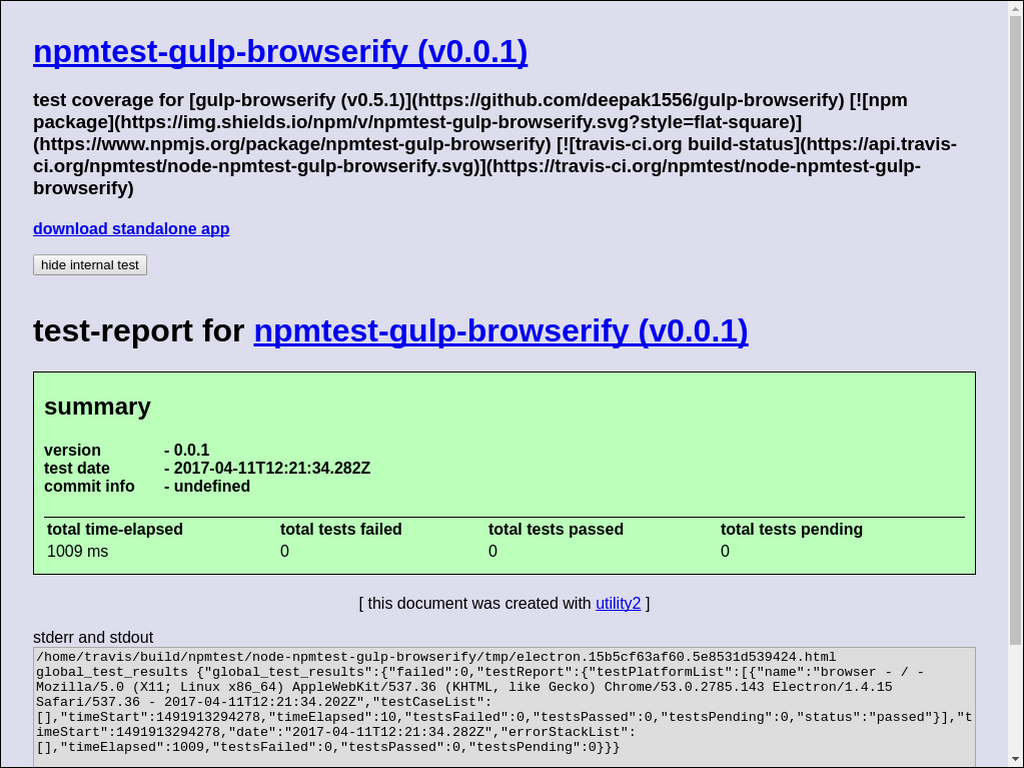 npmtest-gulp-browserify (v0.0.1)
test coverage for [gulp-browserify (v0.5.1)](https://github.com/deepak1556/gulp-browserify) [![npm
package](https://img.shields.io/npm/v/npmtest-gulp-browserify.svg?style=flat-square)]
(https://www.npmjs.org/package/npmtest-gulp-browserify) [![travis-ci.org build-status](https://api.travis-
ci.org/npmtest/node-npmtest-gulp-browserify.svg)](https://travis-ci.org/npmtest/node-npmtest-gulp-
browserify)
download standalone app
hide internal test
test-report for npmtest-gulp-browserify (v0.0.1)
summary
version - 0.0.1
test date - 2017-04-11T12:21:34.282Z
commit info - undefined
total time-elapsed total tests failed total tests passed total tests pending
1009 ms 0 0 0
[ this document was created with utility2 ]
stderr and stdout
/home/travis/build/npmtest/node-npmtest-gulp-browserify/tmp/electron.15b5cf63af60.5e8531d539424.html
global_test_results {"global_test_results":{"failed":0,"testReport":{"testPlatformList":[{"name":"browser - / -
Mozilla/5.0 (X11; Linux x86_64) AppleWebKit/537.36 (KHTML, like Gecko) Chrome/53.0.2785.143 Electron/1.4.15
Safari/537.36 - 2017-04-11T12:21:34.202Z","testCaseList":
[],"timeStart":1491913294278,"timeElapsed":10,"testsFailed":0,"testsPassed":0,"testsPending":0,"status":"passed"}],"t
imeStart":1491913294278,"date":"2017-04-11T12:21:34.282Z","errorStackList":
[],"timeElapsed":1009,"testsFailed":0,"testsPassed":0,"testsPending":0}}}